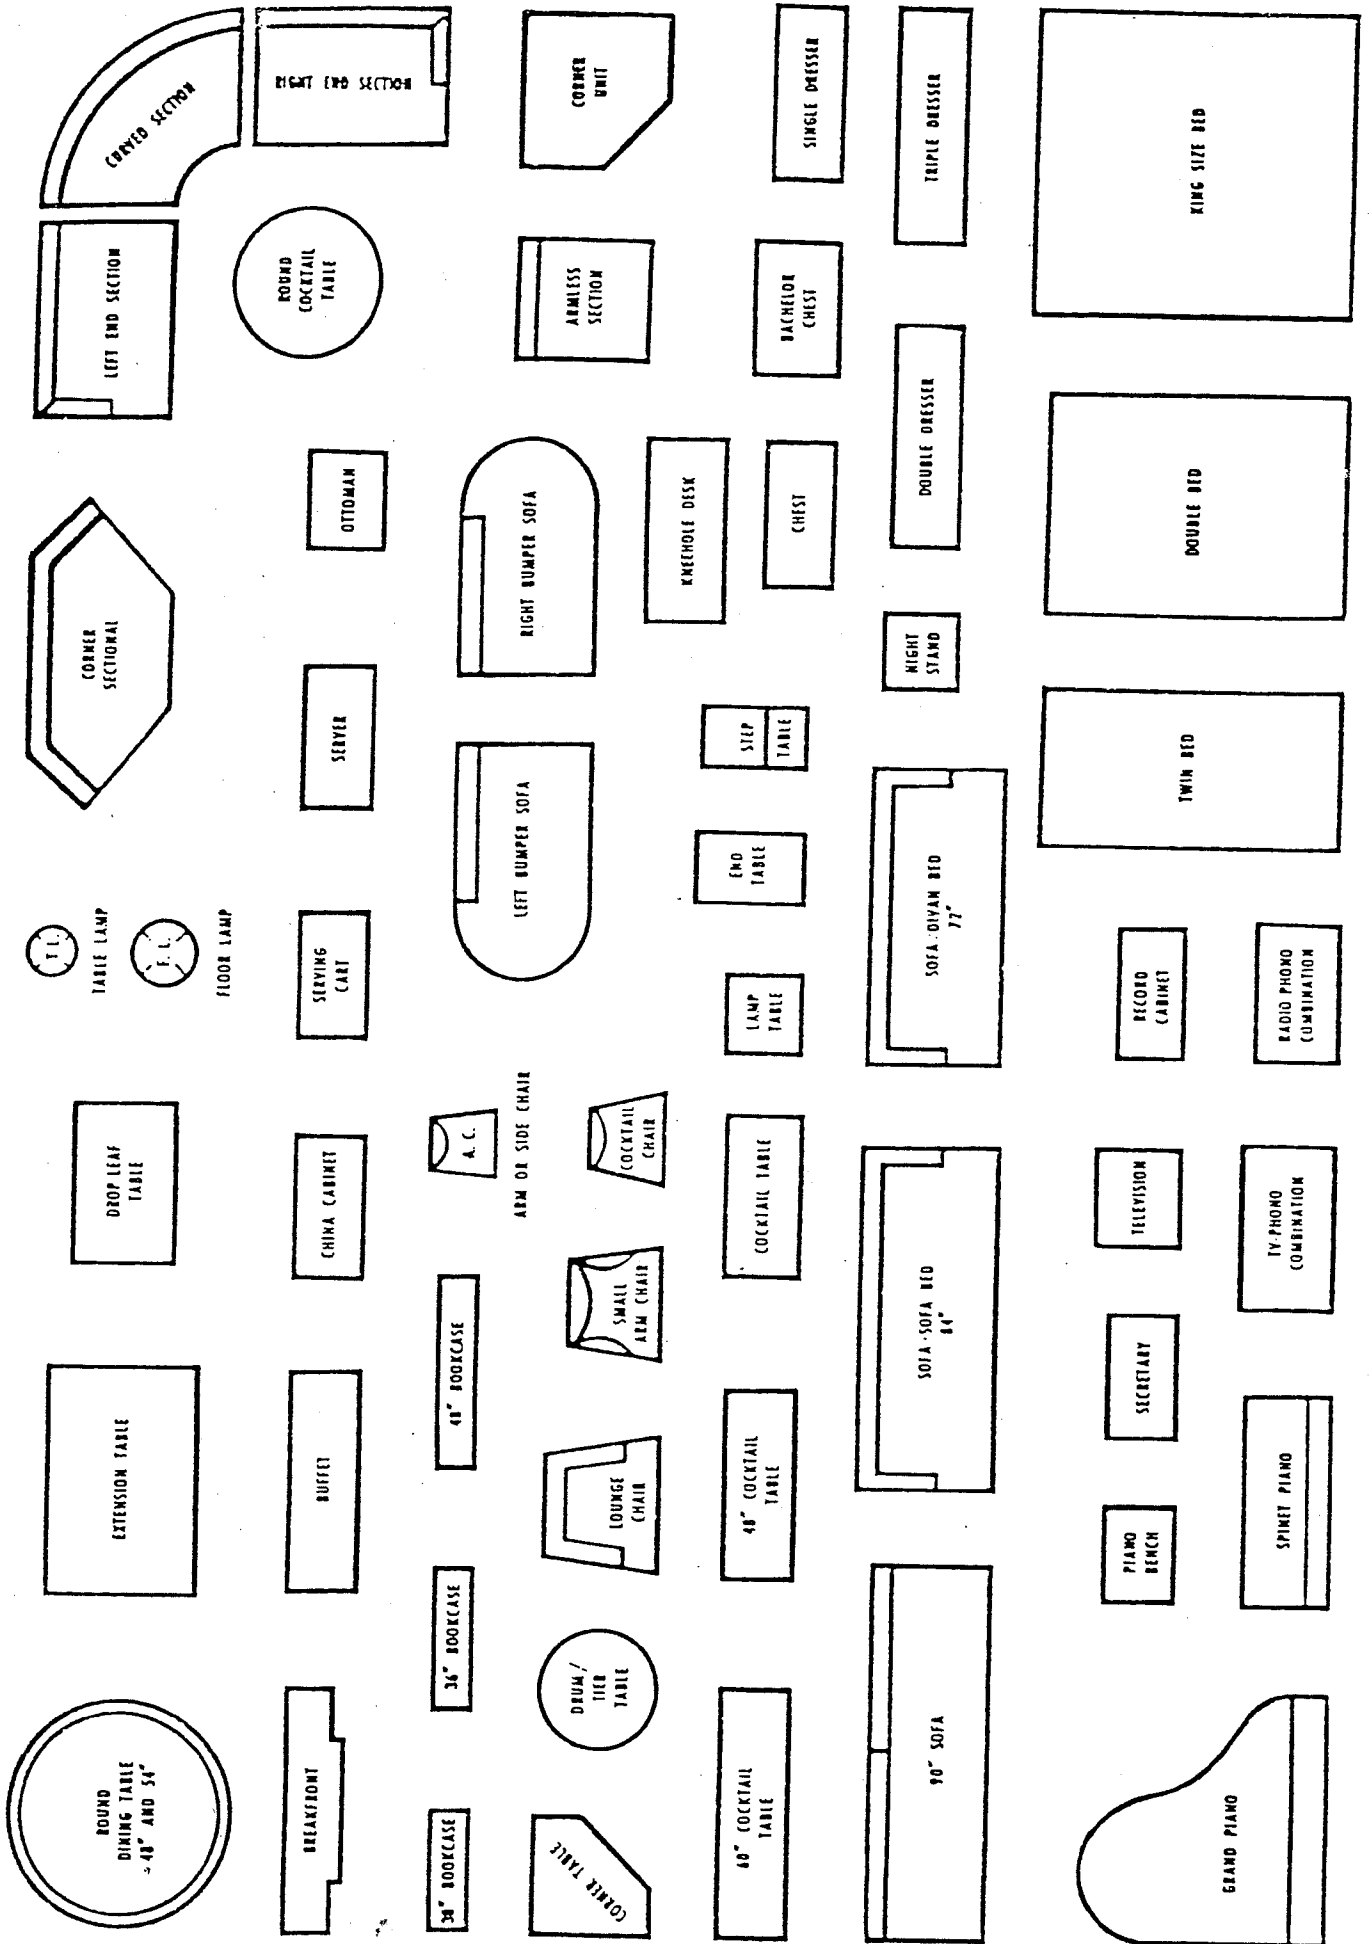 ROUND
DINING TABLE
48" AND 54"
EXTENSION TABLE
DROP LEAF
TABLE
T.L.
TABLE LAMP
F.L.
FLOOR LAMP
CORNER
SECTIONAL
LEFT END SECTION
CURVED SECTION
RIGHT END SECTION
BREAKFRONT
BUFFET
CHINA CABINET
SERVING
CART
SERVER
OTTOMAN
ROUND
COCKTAIL
TABLE
30" BOOKCASE
36" BOOKCASE
48" BOOKCASE
A.C.
ARM OR SIDE CHAIR
LEFT BUMPER SOFA
RIGHT BUMPER SOFA
ARMLESS
SECTION
CORNER
UNIT
CORNER TABLE
DRUM/
TIER
TABLE
LOUNGE
CHAIR
SMALL
ARM CHAIR
COCKTAIL
CHAIR
60" COCKTAIL
TABLE
48" COCKTAIL
TABLE
COCKTAIL TABLE
LAMP
TABLE
END
TABLE
STEP
TABLE
KNEEHOLE DESK
CHEST
BACHELOR
CHEST
SINGLE DRESSER
90" SOFA
SOFA-SOFA BED
84"
SOFA-DIVAN BED
77"
NIGHT
STAND
DOUBLE DRESSER
TRIPLE DRESSER
PIANO
BENCH
SECRETARY
TELEVISION
RECORD
CABINET
TWIN BED
DOUBLE BED
KING SIZE BED
GRAND PIANO
SPINET PIANO
TV-PHONO
COMBINATION
RADIO PHONO
COMBINATION